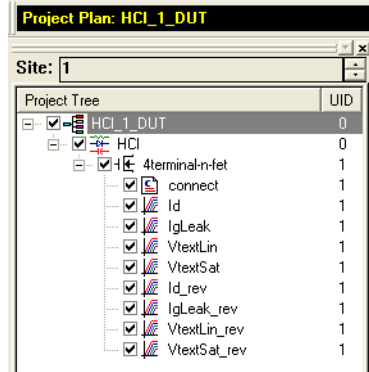 Project Plan: HCI_1_DUT
Site: 1
Project Tree UID
HCI_1_DUT 0
HCI 0
4terminal-n-fet 1
connect 1
Id 1
IgLeak 1
VtextLin 1
VtextSat 1
Id_rev 1
IgLeak_rev 1
VtextLin_rev 1
VtextSat_rev 1